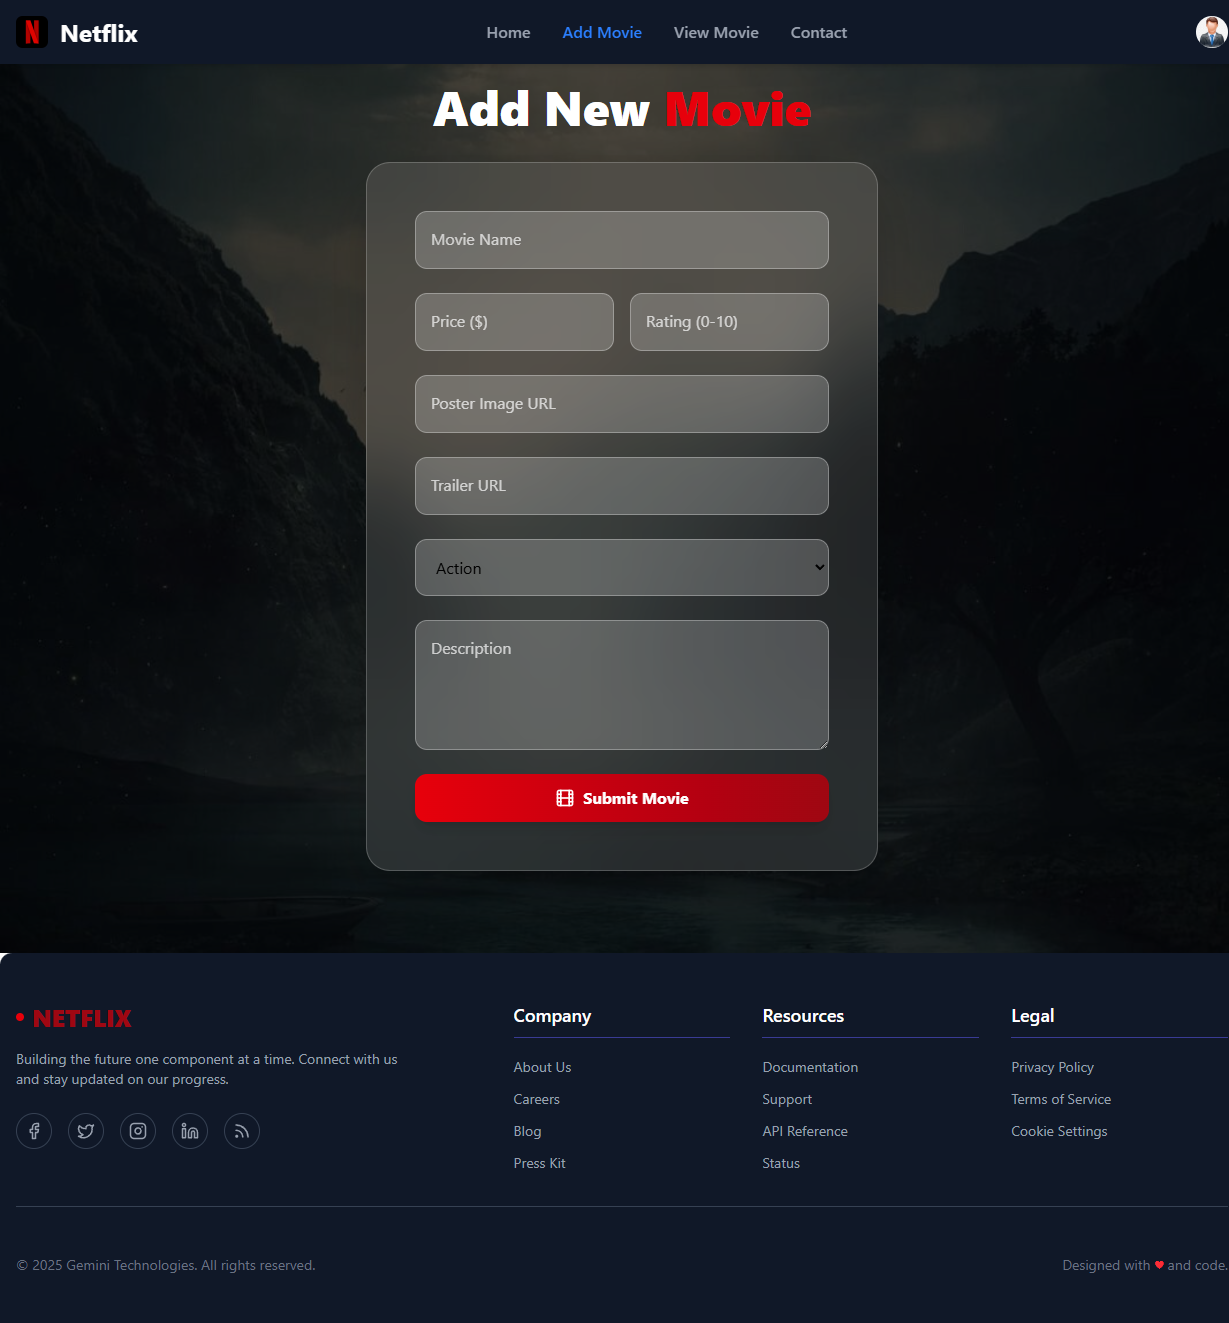 N Netflix
Home Add Movie View Movie Contact
Add New Movie
Movie Name
Price ($) Rating (0-10)
Poster Image URL
Trailer URL
Action
Description
Submit Movie
NETFLIX
Building the future one component at a time. Connect with us
and stay updated on our progress.
Company
About Us
Careers
Blog
Press Kit
Resources
Documentation
Support
API Reference
Status
Legal
Privacy Policy
Terms of Service
Cookie Settings
© 2025 Gemini Technologies. All rights reserved.
Designed with ♥ and code.